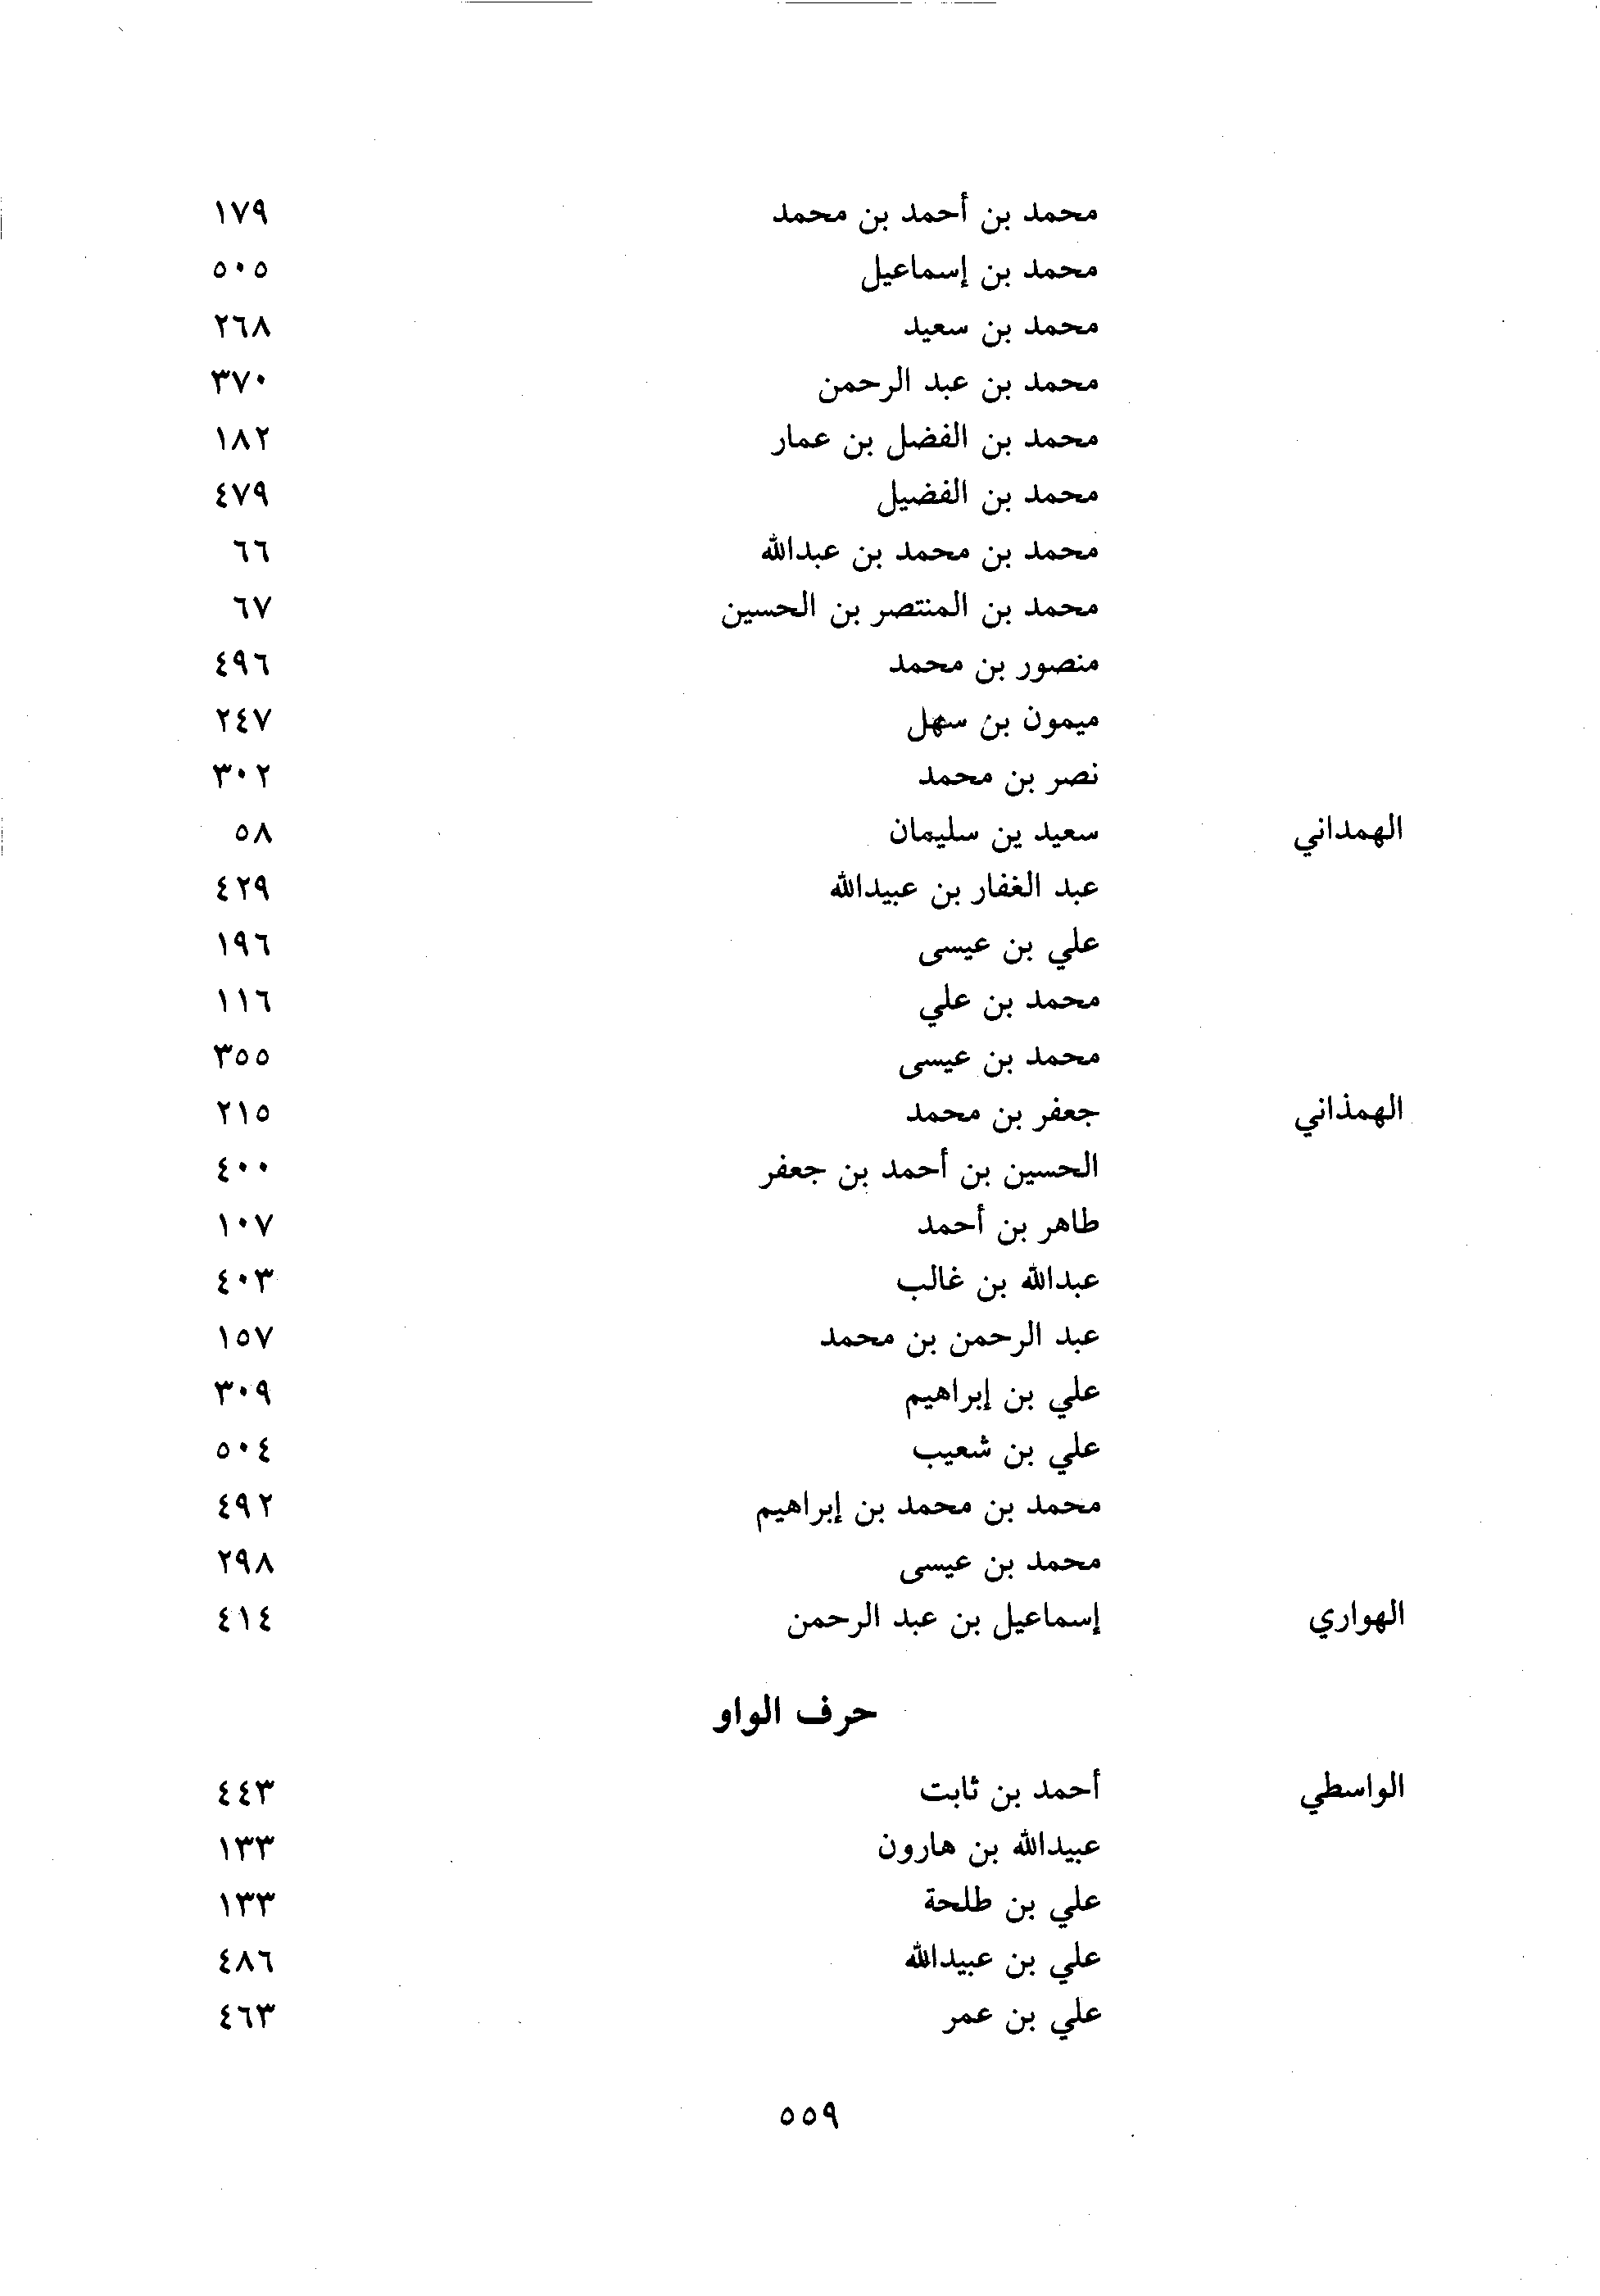 محمد بن أحمد بن محمد ١٧٩
محمد بن إسماعيل ٥٠٥
محمد بن سعيد ٢٦٨
محمد بن عبد الرحمن ٣٧٠
محمد بن الفضل بن عمار ١٨٢
محمد بن الفضيل ٤٧٩
محمد بن محمد بن عبدالله ٦٦
محمد بن المنتصر بن الحسين ٦٧
منصور بن محمد ٤٩٦
ميمون بن سهل ٢٤٧
نصر بن محمد ٣٠٢
الهمداني سعيد ين سليمان ٥٨
عبد الغفار بن عبيدالله ٤٢٩
علي بن عيسى ١٩٦
محمد بن علي ١١٦
محمد بن عيسى ٣٥٥
الهمذاني جعفر بن محمد ٢١٥
الحسين بن أحمد بن جعفر ٤٠٠
طاهر بن أحمد ١٠٧
عبدالله بن غالب ٤٠٣
عبد الرحمن بن محمد ١٥٧
علي بن إبراهيم ٣٠٩
علي بن شعيب ٥٠٤
محمد بن محمد بن إبراهيم ٤٩٢
محمد بن عيسى ٢٩٨
الهواري إسماعيل بن عبد الرحمن ٤١٤
حرف الواو
الواسطي أحمد بن ثابت ٤٤٣
عبيدالله بن هارون ١٣٣
علي بن طلحة ١٣٣
علي بن عبيدالله ٤٨٦
علي بن عمر ٤٦٣
٥٥٩